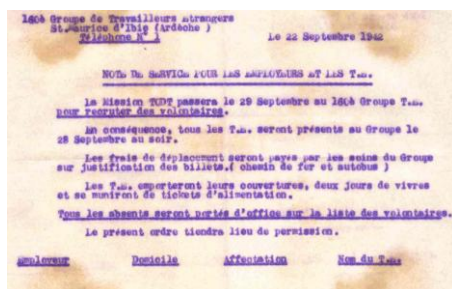 160è Groupe de Travailleurs Etrangers
St.Maurice d'Ibie (Ardèche )
Téléphone N° 1
Le 22 Septembre 1942
NOTE DE SERVICE POUR LES EMPLOYEURS ET LES T.E.
La Mission TODT passera le 29 Septembre au 160è Groupe T.E.
pour recruter des volontaires.
En conséquence, tous les T.E. seront présents au Groupe le
28 Septembre au soir.
Les frais de déplacement seront payés par les soins du Groupe
sur justification des billets.( chemin de fer et autobus )
Les T.E. emporteront leurs couvertures, deux jours de vivres
et se muniront de tickets d'alimentation.
Tous les absents seront portés d'office sur la liste des volontaires.
Le présent ordre tiendra lieu de permission.
Employeur Domicile Affectation Nom du T.E.